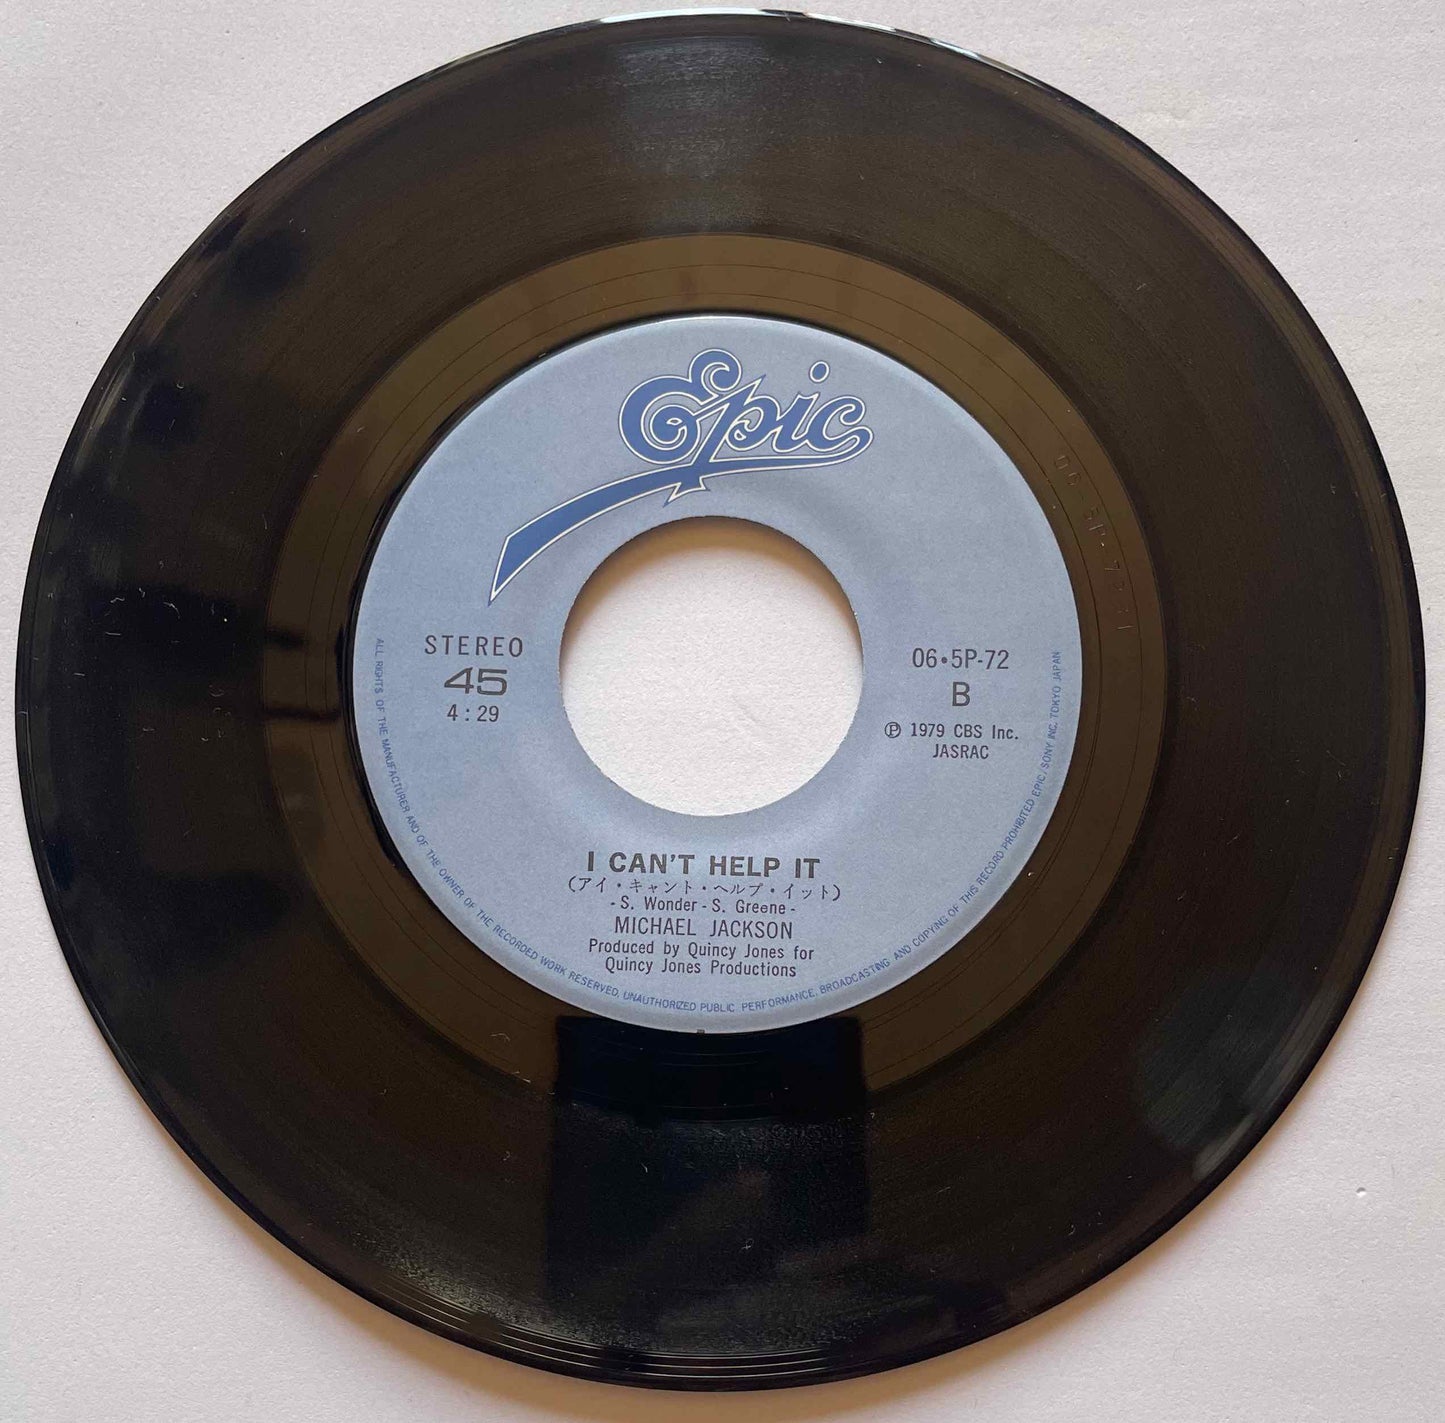 Epic
STEREO
45
4:29
06•5P-72
B
Ⓟ 1979 CBS Inc.
JASRAC
I CAN'T HELP IT
(アイ・キャント・ヘルプ・イット)
- S. Wonder - S. Greene -
MICHAEL JACKSON
Produced by Quincy Jones for
Quincy Jones Productions
ALL RIGHTS OF THE MANUFACTURER AND OF THE OWNER OF THE RECORDED WORK RESERVED. UNAUTHORIZED PUBLIC PERFORMANCE, BROADCASTING AND COPYING OF THIS RECORD PROHIBITED EPIC/SONY INC. TOKYO JAPAN